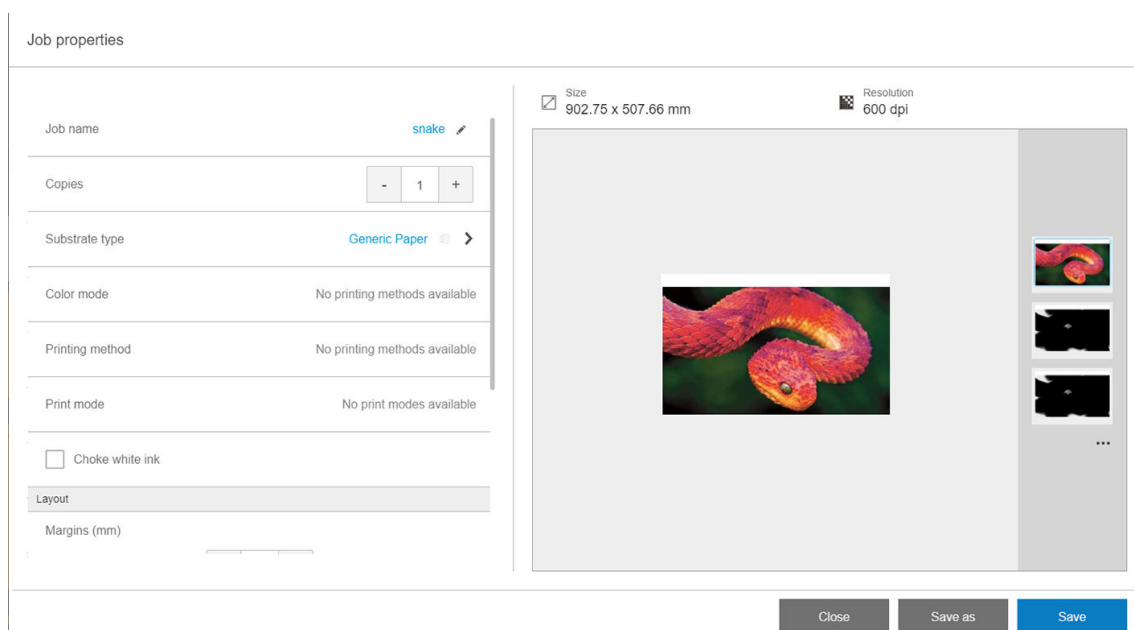 Job properties
Job name
snake
Copies
- 1 +
Substrate type
Generic Paper
Color mode
No printing methods available
Printing method
No printing methods available
Print mode
No print modes available
Choke white ink
Layout
Margins (mm)
Size
902.75 x 507.66 mm
Resolution
600 dpi
...
Close
Save as
Save